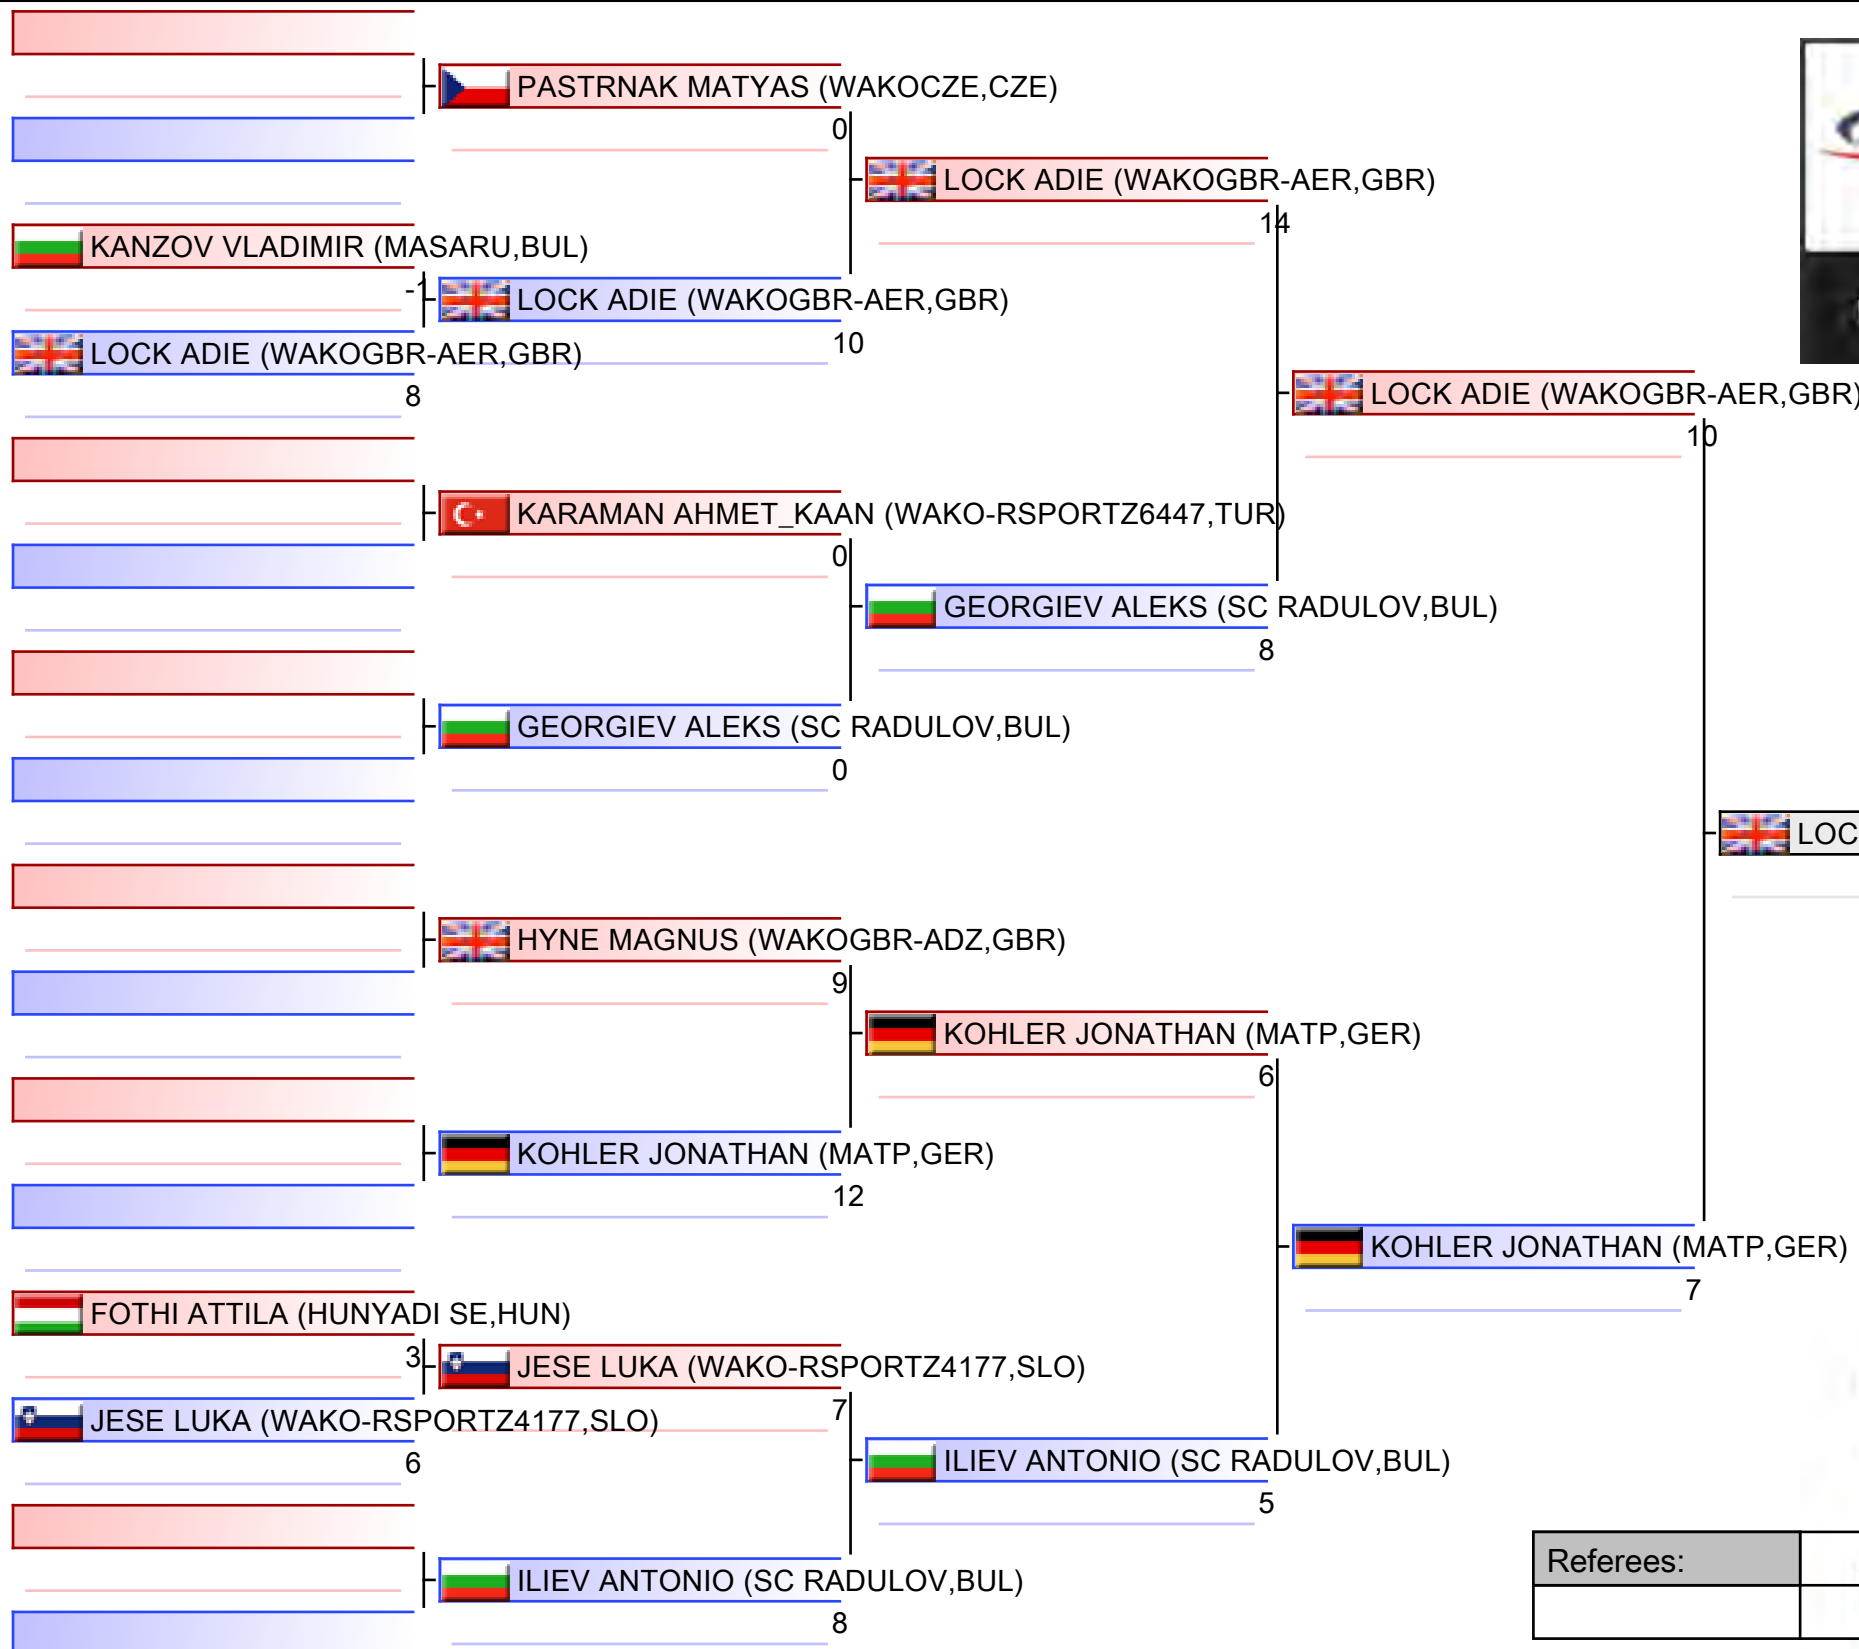 PASTRNAK MATYAS (WAKOCZE,CZE)
0
LOCK ADIE (WAKOGBR-AER,GBR)
14
KANZOV VLADIMIR (MASARU,BUL)
-1
LOCK ADIE (WAKOGBR-AER,GBR)
10
LOCK ADIE (WAKOGBR-AER,GBR)
8
LOCK ADIE (WAKOGBR-AER,GBR)
10
KARAMAN AHMET_KAAN (WAKO-RSPORTZ6447,TUR)
0
GEORGIEV ALEKS (SC RADULOV,BUL)
8
GEORGIEV ALEKS (SC RADULOV,BUL)
0
LOC
HYNE MAGNUS (WAKOGBR-ADZ,GBR)
9
KOHLER JONATHAN (MATP,GER)
6
KOHLER JONATHAN (MATP,GER)
12
KOHLER JONATHAN (MATP,GER)
7
FOTHI ATTILA (HUNYADI SE,HUN)
3
JESE LUKA (WAKO-RSPORTZ4177,SLO)
7
JESE LUKA (WAKO-RSPORTZ4177,SLO)
6
ILIEV ANTONIO (SC RADULOV,BUL)
5
ILIEV ANTONIO (SC RADULOV,BUL)
8
Referees: